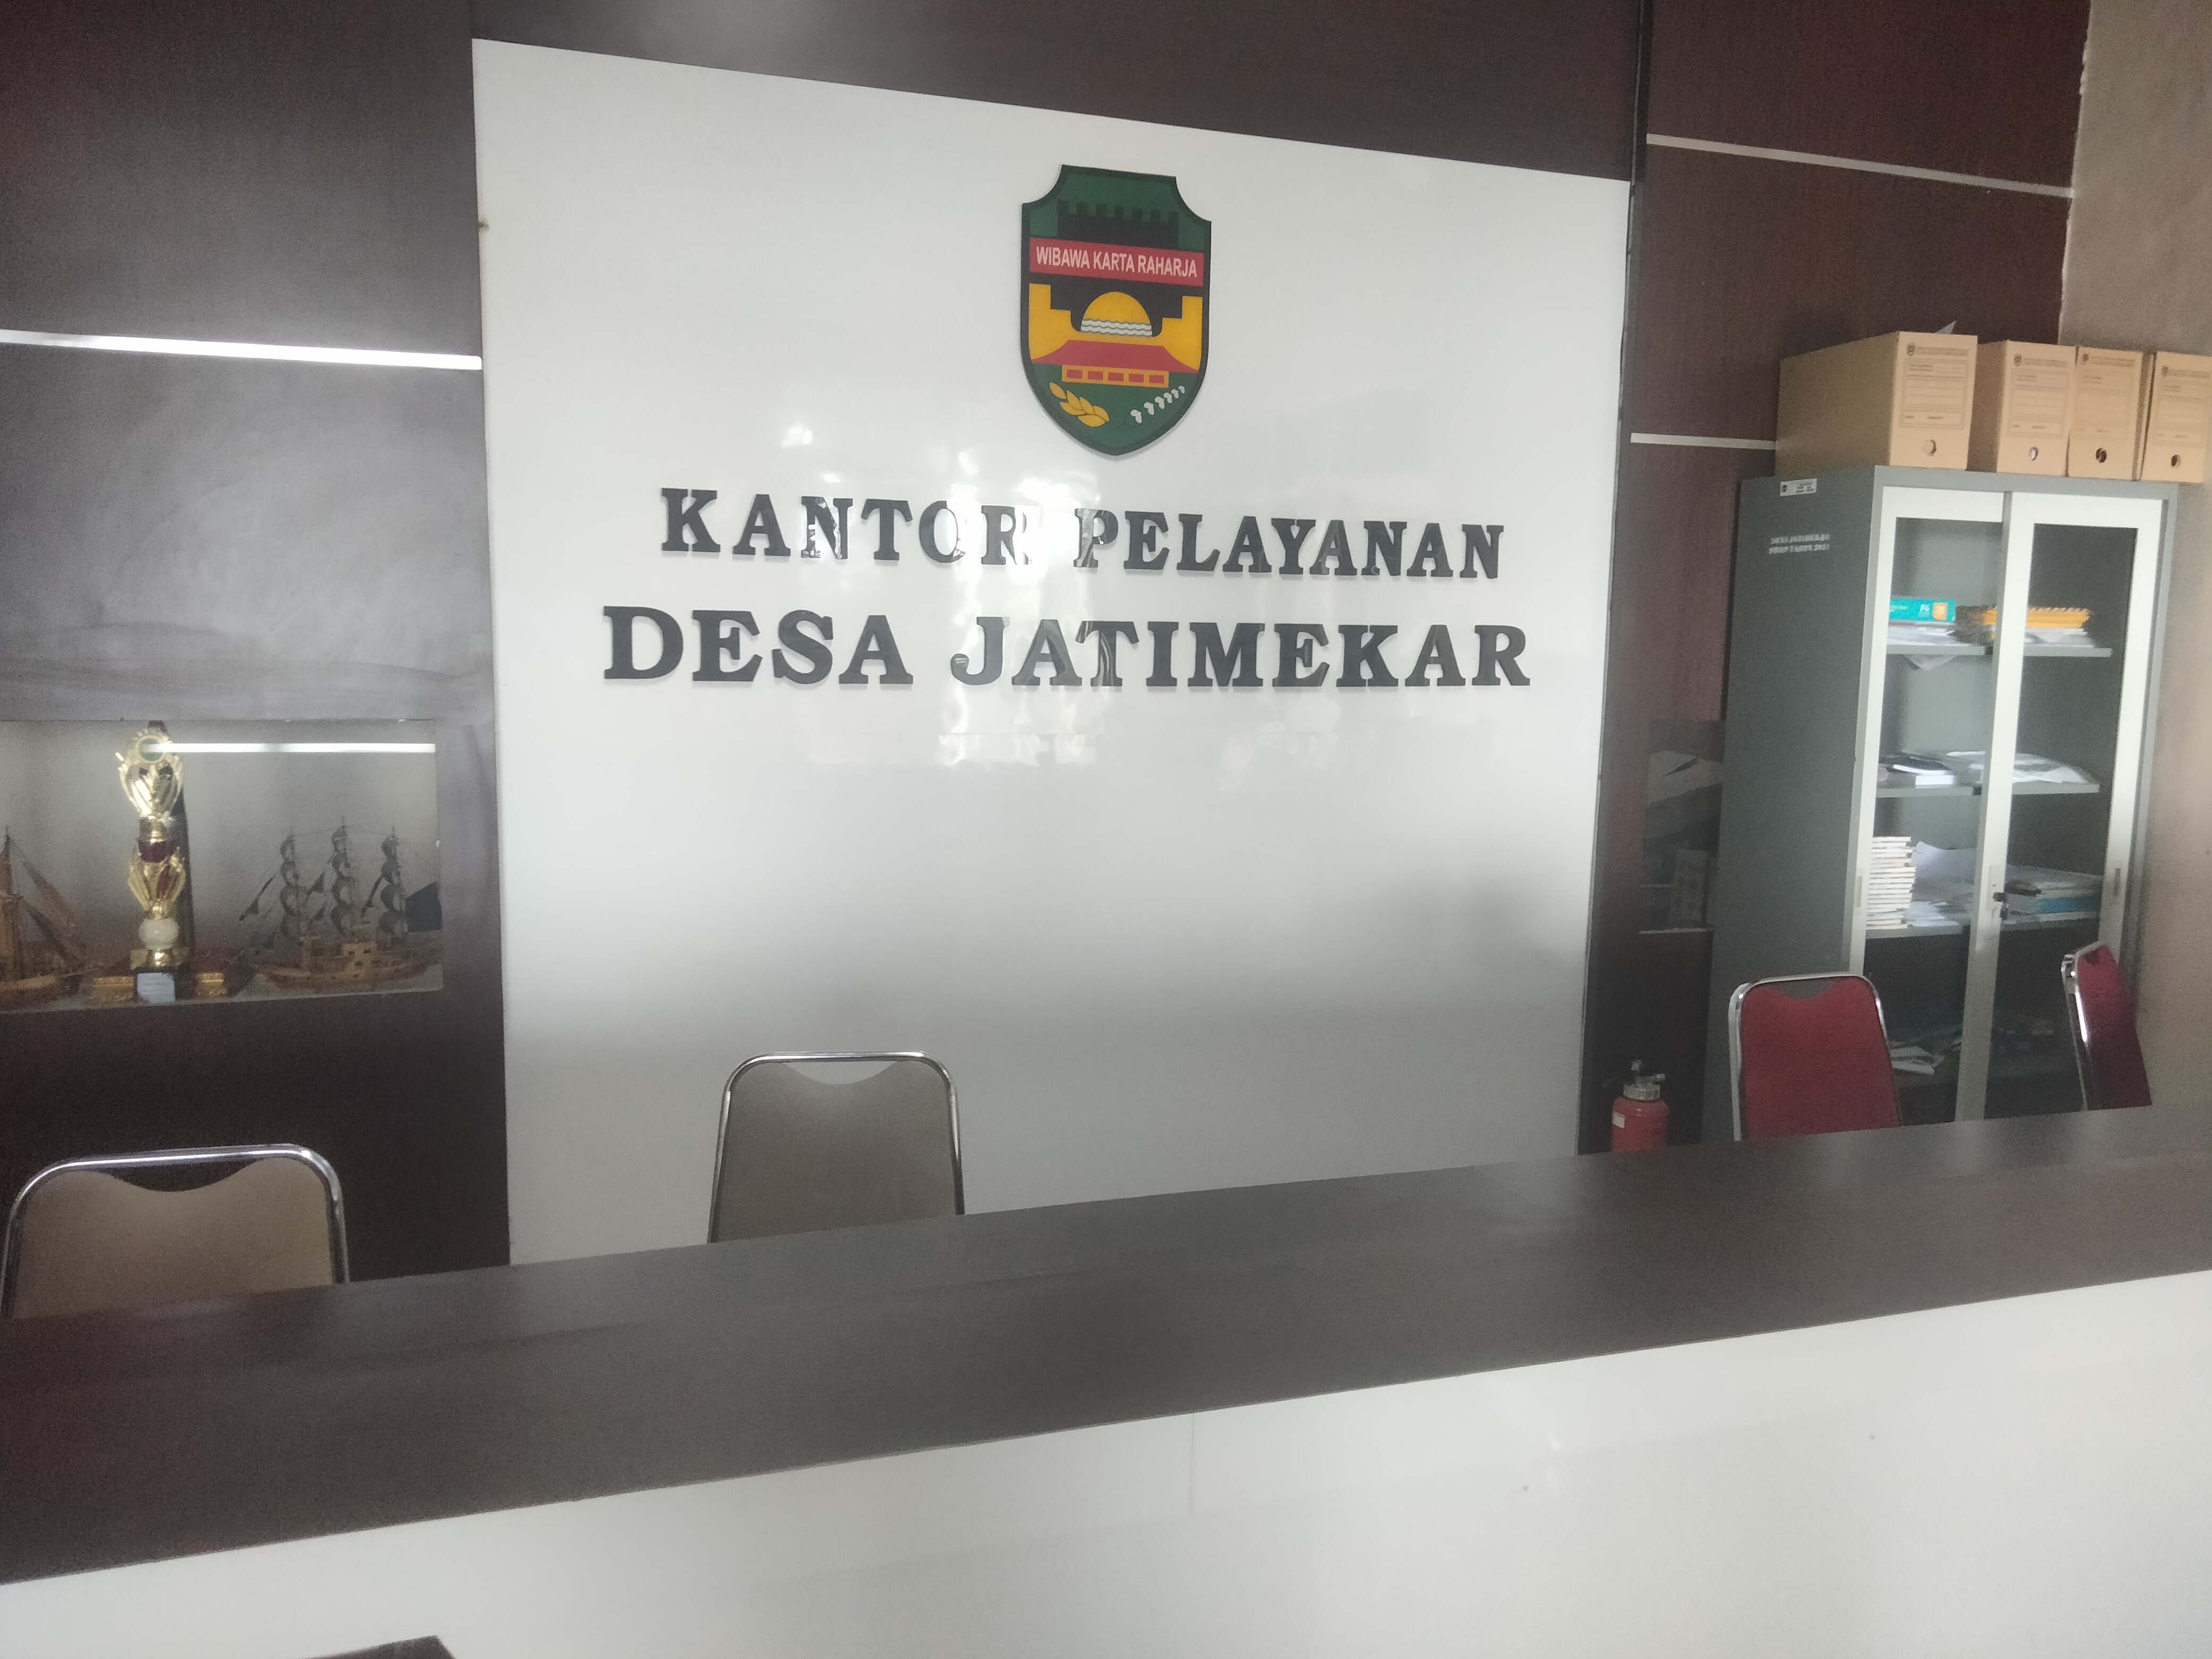 WIBAWA KARTA RAHARJA
KANTOR PELAYANAN
DESA JATIMEKAR